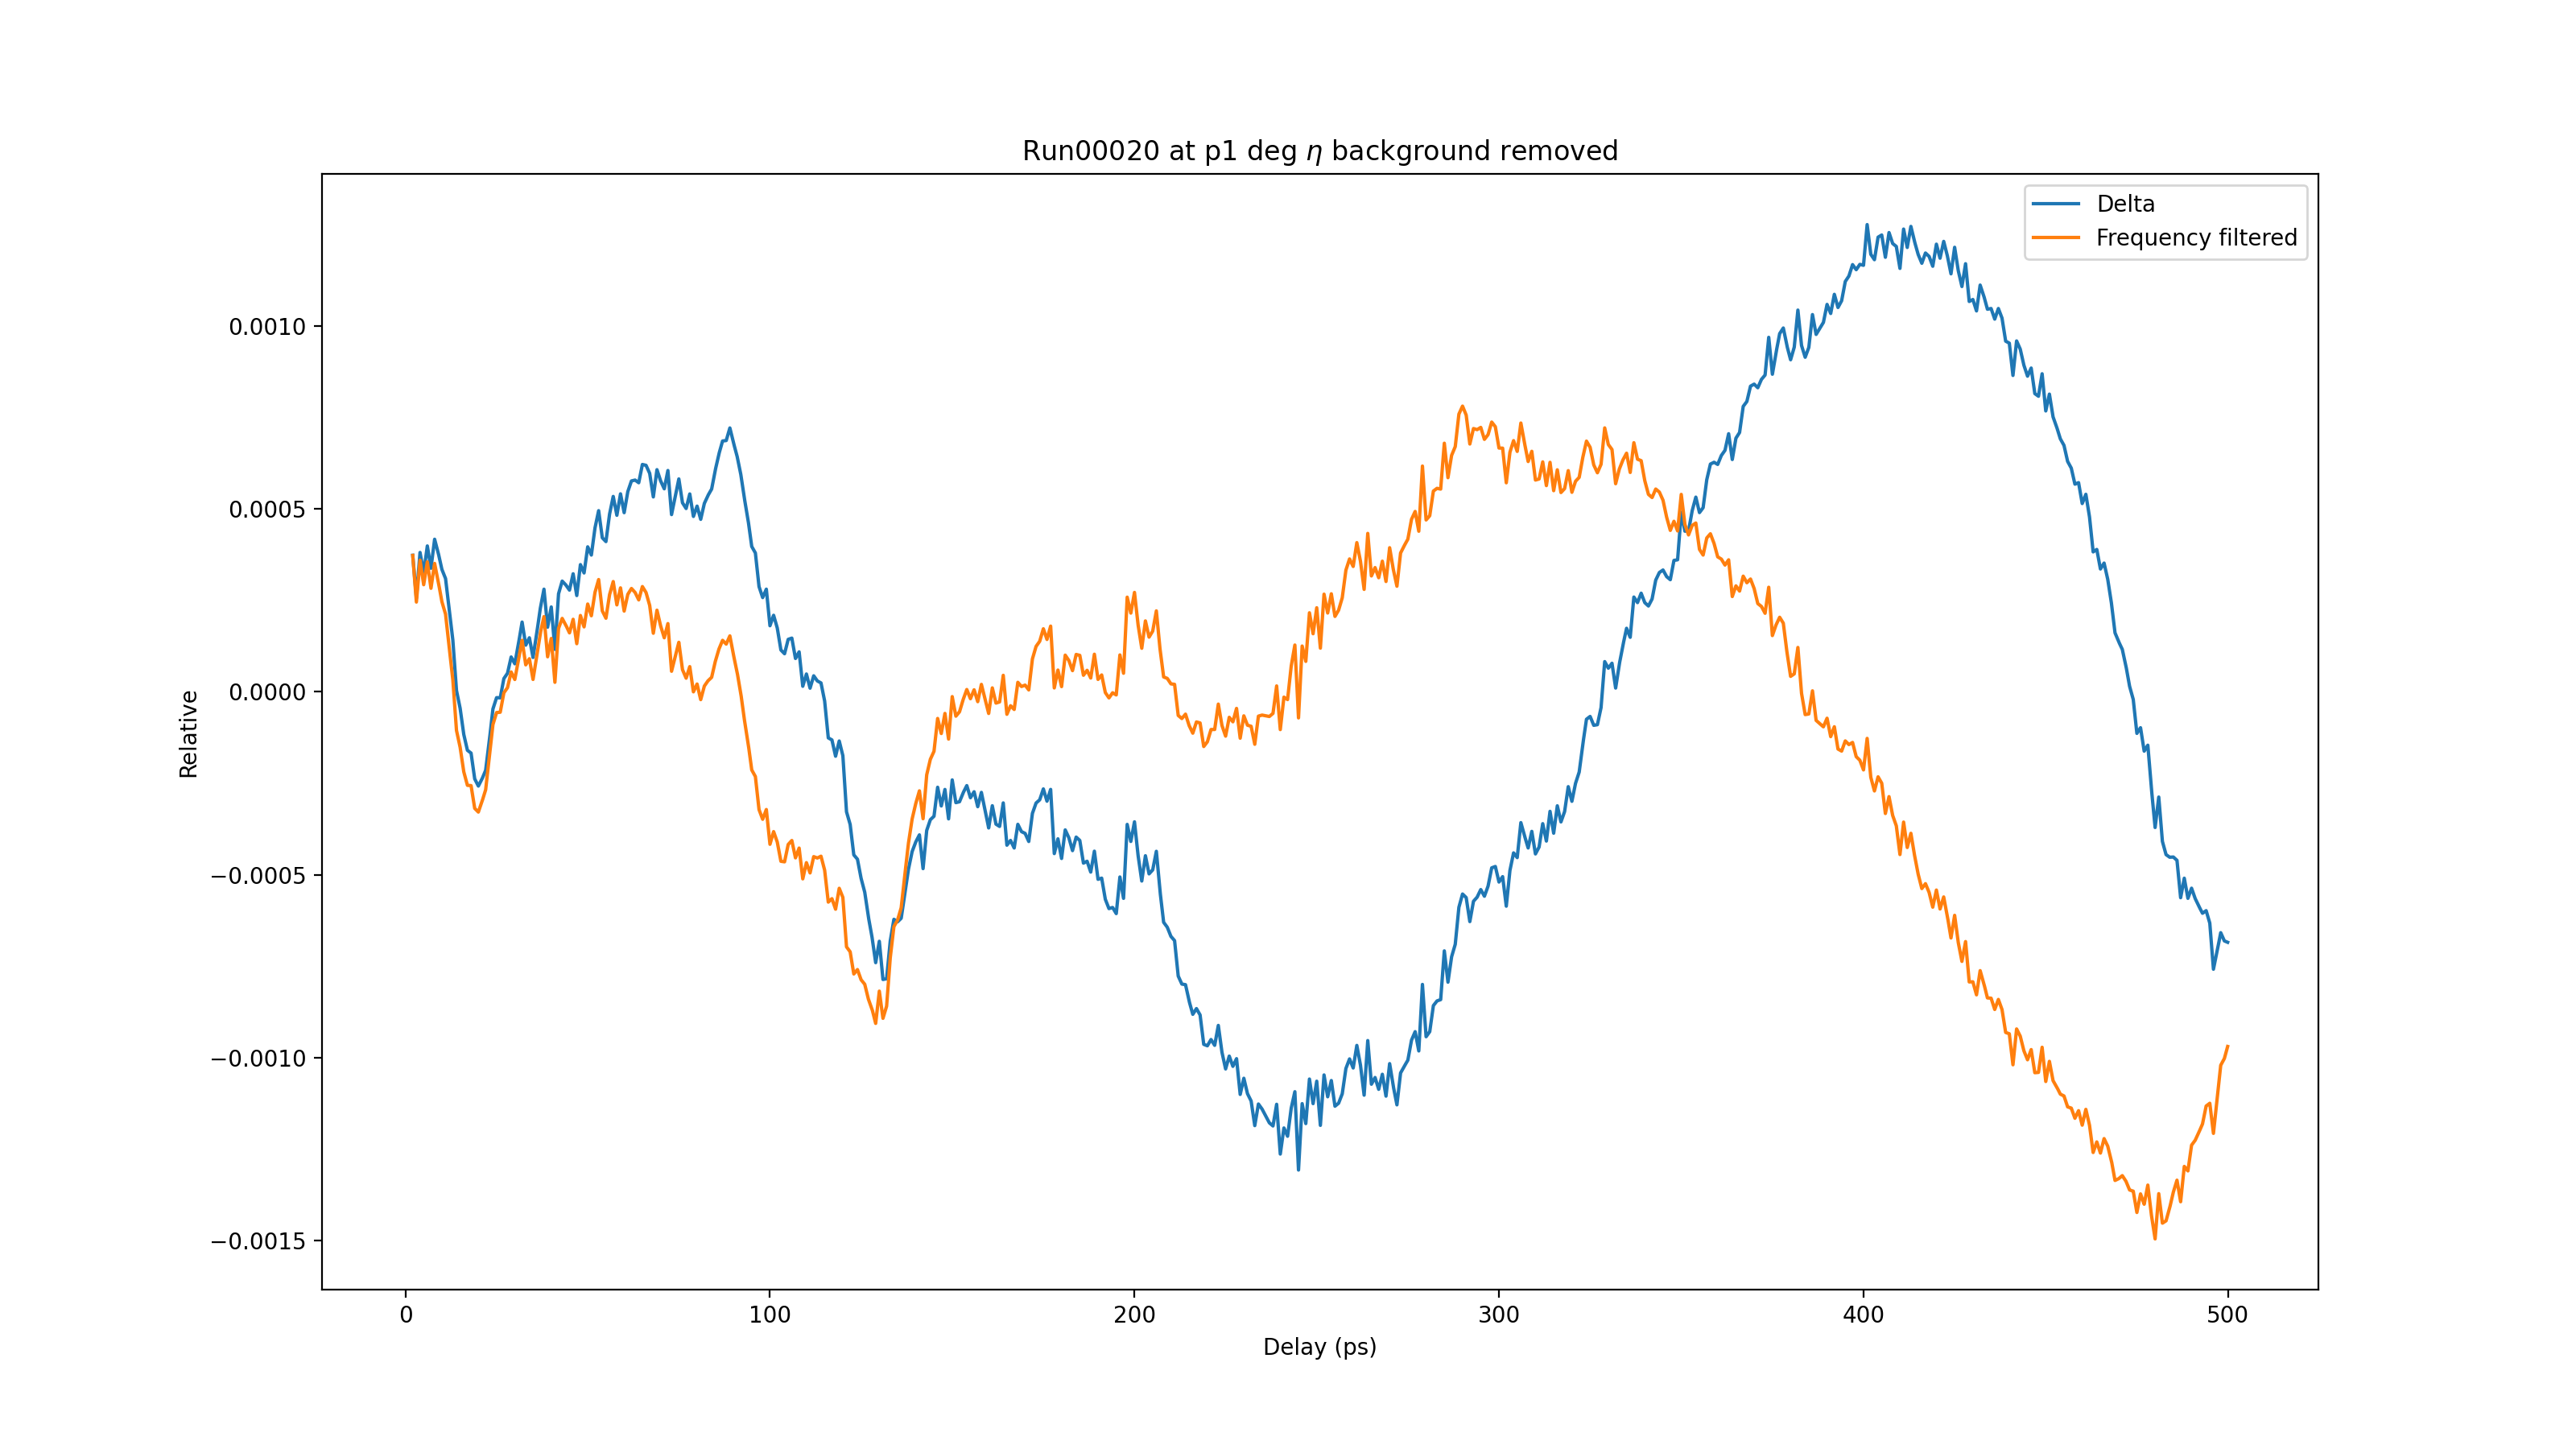 Run00020 at p1 deg η background removed
Delta
Frequency filtered
Relative
0.0010
0.0005
0.0000
−0.0005
−0.0010
−0.0015
0 100 200 300 400 500
Delay (ps)